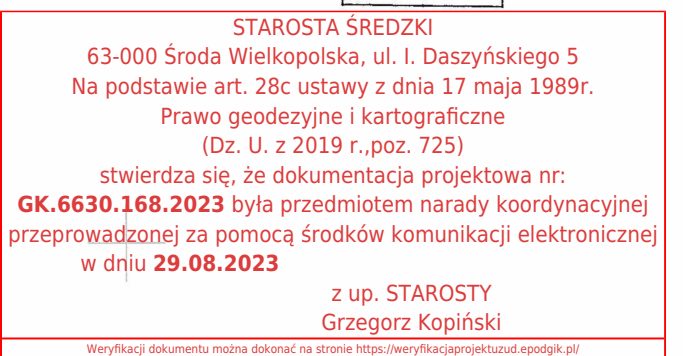 STAROSTA ŚREDZKI
63-000 Środa Wielkopolska, ul. I. Daszyńskiego 5
Na podstawie art. 28c ustawy z dnia 17 maja 1989r.
Prawo geodezyjne i kartograficzne
(Dz. U. z 2019 r.,poz. 725)
stwierdza się, że dokumentacja projektowa nr:
GK.6630.168.2023 była przedmiotem narady koordynacyjnej
przeprowadzonej za pomocą środków komunikacji elektronicznej
w dniu 29.08.2023
z up. STAROSTY
Grzegorz Kopiński
Weryfikacji dokumentu można dokonać na stronie https://weryfikacjaprojektuzud.epodgik.pl/